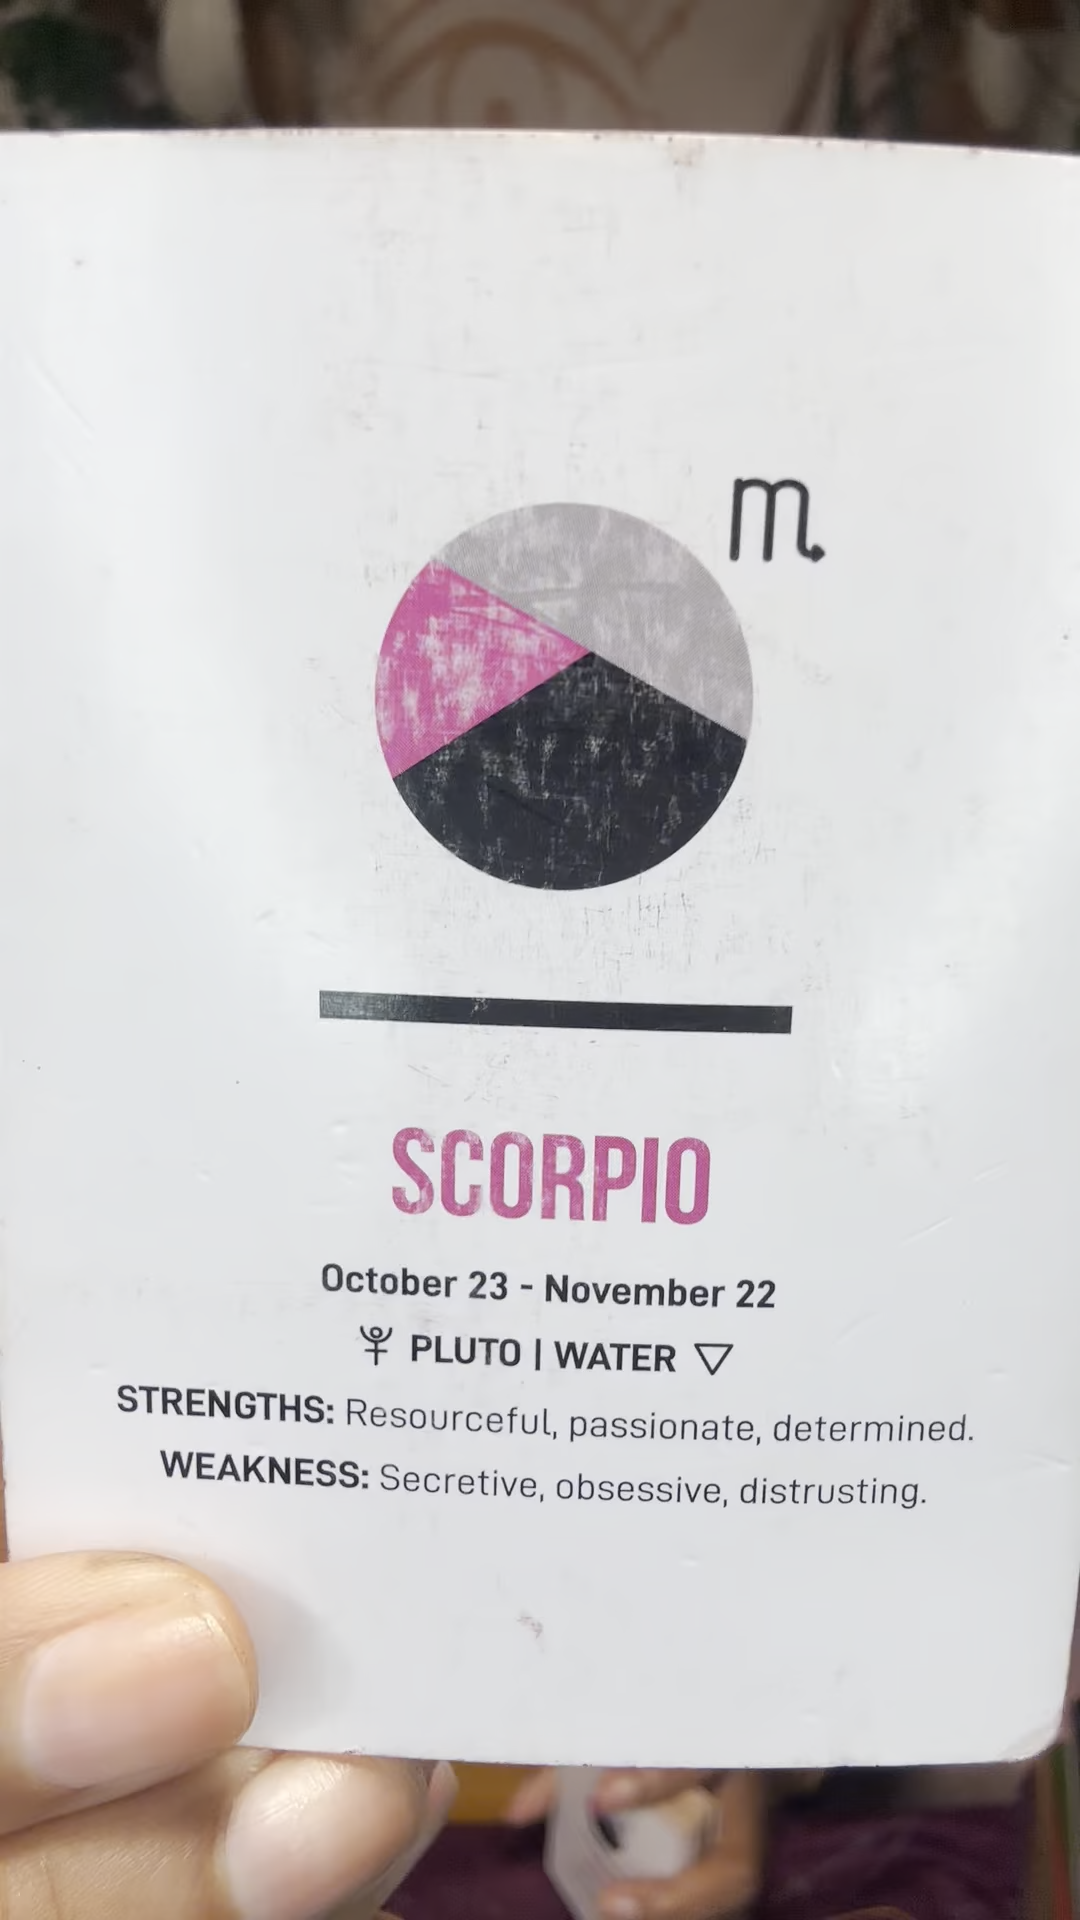 SCORPIO
October 23 - November 22
PLUTO | WATER
STRENGTHS: Resourceful, passionate, determined.
WEAKNESS: Secretive, obsessive, distrusting.